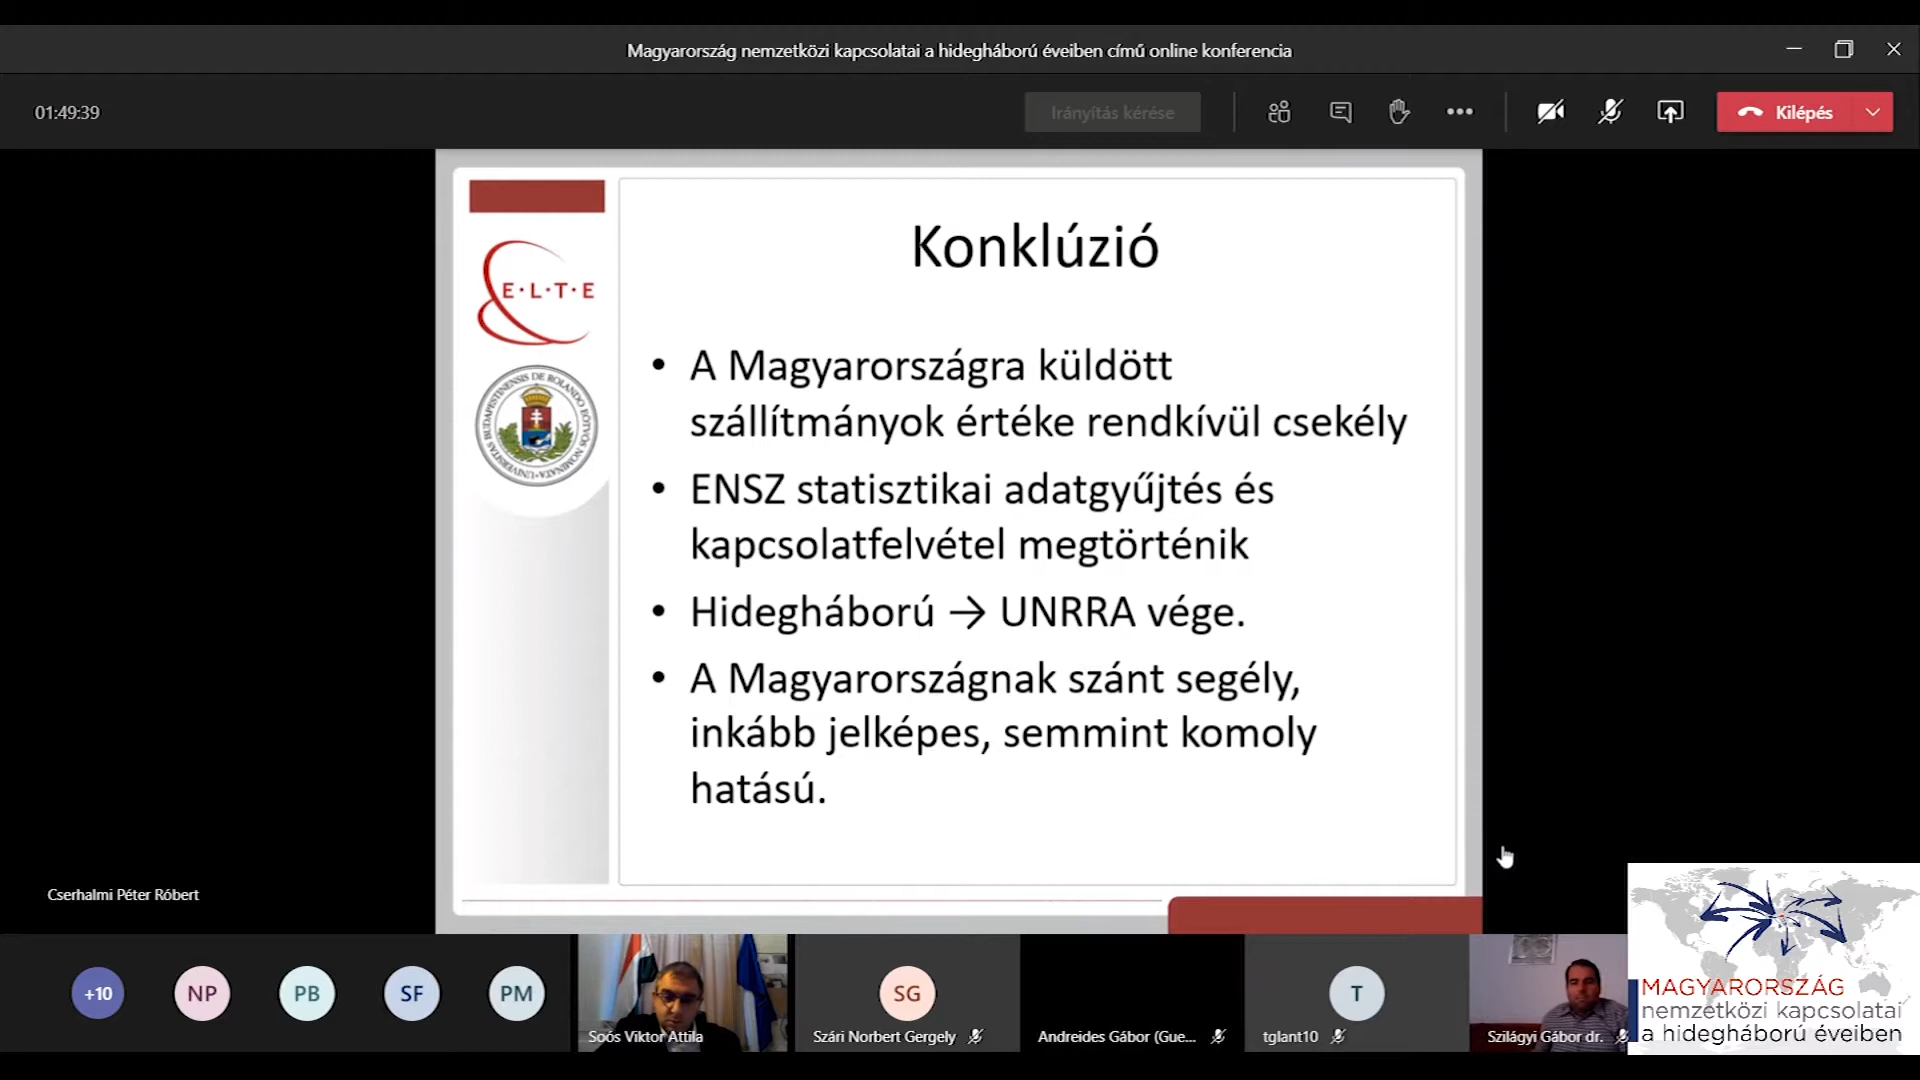 Magyarország nemzetközi kapcsolatai a hidegháború éveiben című online konferencia
01:49:39
Irányítás kérése
Kilépés
Konklúzió
E·L·T·E
• A Magyarországra küldött
szállítmányok értéke rendkívül csekély
• ENSZ statisztikai adatgyűjtés és
kapcsolatfelvétel megtörténik
• Hidegháború → UNRRA vége.
• A Magyarországnak szánt segély,
inkább jelképes, semmint komoly
hatású.
Cserhalmi Péter Róbert
+10
NP
PB
SF
PM
Soós Viktor Attila
SG
Szári Norbert Gergely
Andreides Gábor (Gue...
T
tglant10
Szilágyi Gábor dr.
MAGYARORSZÁG
nemzetközi kapcsolatai
a hidegháború éveiben